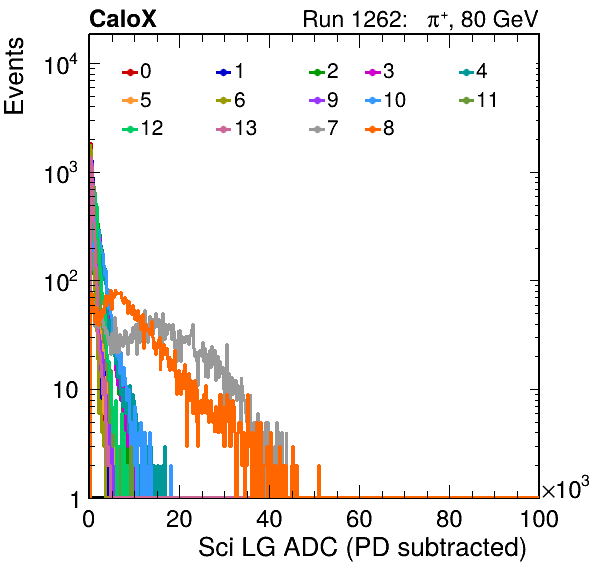 CaloX Run 1262: π⁺, 80 GeV
Events
10⁴
10³
10²
10
1
0 1 2 3 4
5 6 9 10 11
12 13 7 8
0 20 40 60 80 100
×10³
Sci LG ADC (PD subtracted)